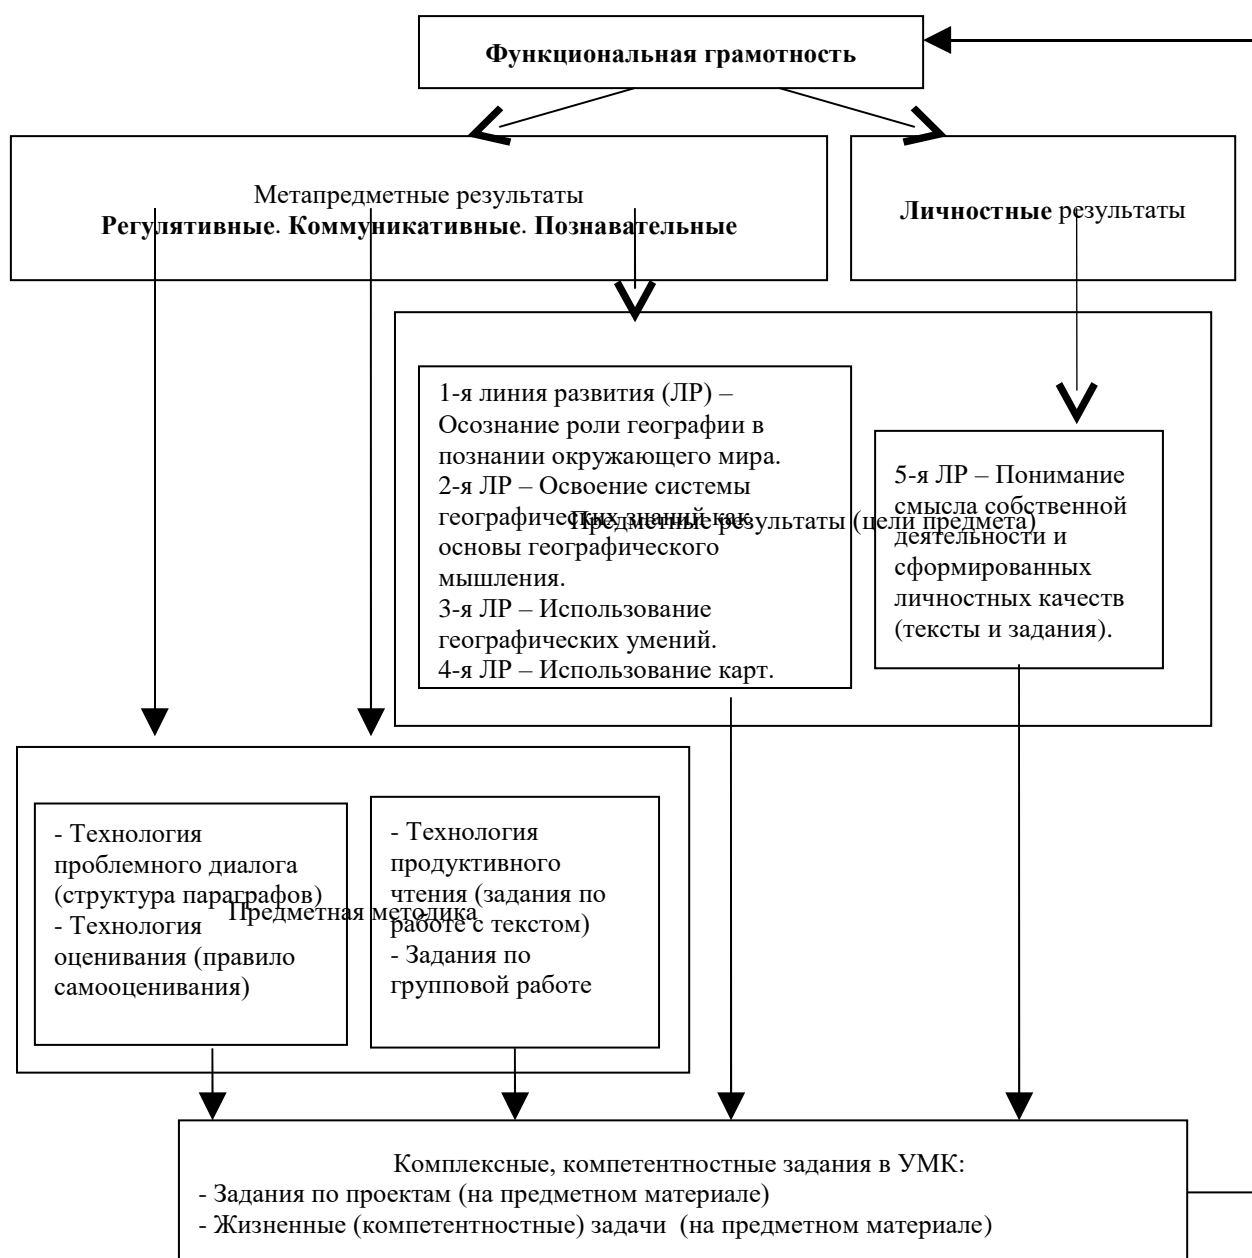 Функциональная грамотность
Метапредметные результаты
Регулятивные. Коммуникативные. Познавательные
Личностные результаты
Предметные результаты (цели предмета)
1-я линия развития (ЛР) –
Осознание роли географии в
познании окружающего мира.
2-я ЛР – Освоение системы
географических знаний как
основы географического
мышления.
3-я ЛР – Использование
географических умений.
4-я ЛР – Использование карт.
5-я ЛР – Понимание
смысла собственной
деятельности и
сформированных
личностных качеств
(тексты и задания).
Предметная методика
- Технология
проблемного диалога
(структура параграфов)
- Технология
оценивания (правило
самооценивания)
- Технология
продуктивного
чтения (задания по
работе с текстом)
- Задания по
групповой работе
Комплексные, компетентностные задания в УМК:
- Задания по проектам (на предметном материале)
- Жизненные (компетентностные) задачи (на предметном материале)